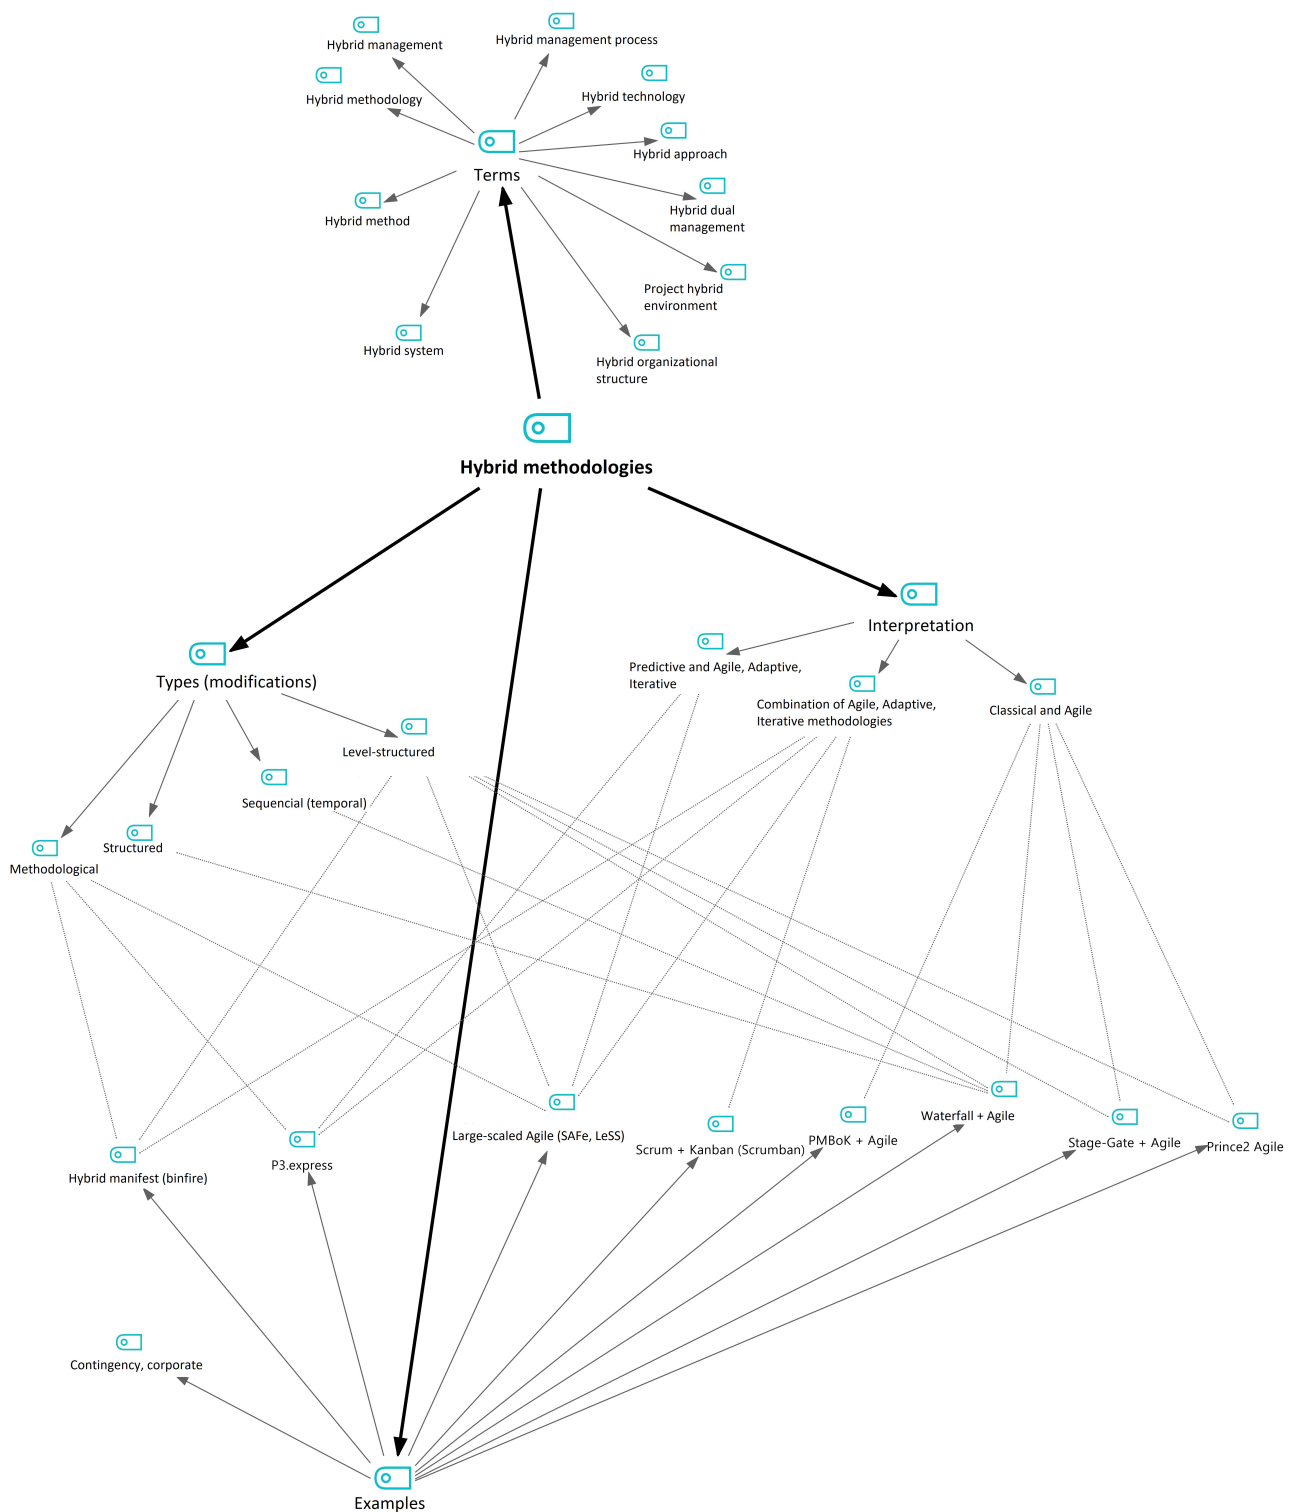 Hybrid management
Hybrid management process
Hybrid methodology
Hybrid technology
Hybrid approach
Terms
Hybrid method
Hybrid dual
management
Project hybrid
environment
Hybrid system
Hybrid organizational
structure
Hybrid methodologies
Interpretation
Types (modifications)
Predictive and Agile, Adaptive,
Iterative
Combination of Agile, Adaptive,
Iterative methodologies
Classical and Agile
Level-structured
Sequencial (temporal)
Structured
Methodological
Waterfall + Agile
Large-scaled Agile (SAFe, LeSS)
Scrum + Kanban (Scrumban)
PMBoK + Agile
Stage-Gate + Agile
Prince2 Agile
P3.express
Hybrid manifest (binfire)
Contingency, corporate
Examples